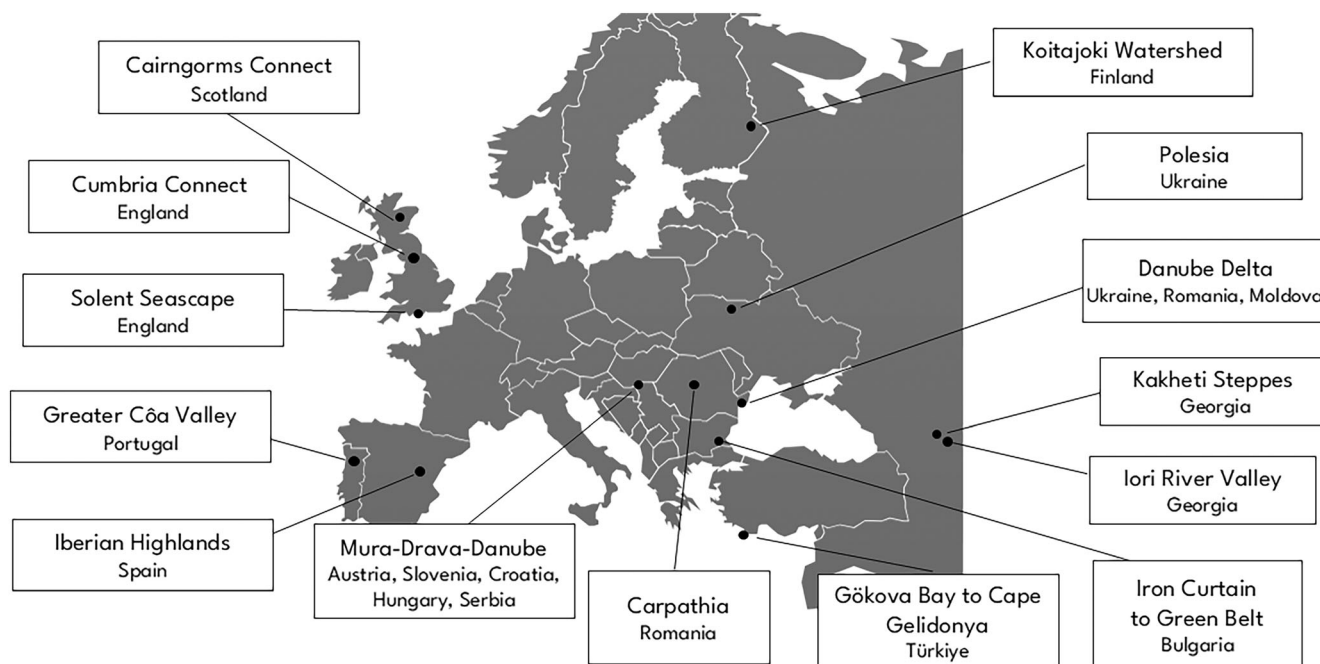 Cairngorms Connect
Scotland
Koitajoki Watershed
Finland
Cumbria Connect
England
Polesia
Ukraine
Solent Seascape
England
Danube Delta
Ukraine, Romania, Moldova
Greater Côa Valley
Portugal
Kakheti Steppes
Georgia
Iori River Valley
Georgia
Iberian Highlands
Spain
Mura-Drava-Danube
Austria, Slovenia, Croatia,
Hungary, Serbia
Carpathia
Romania
Gökova Bay to Cape
Gelidonya
Türkiye
Iron Curtain
to Green Belt
Bulgaria